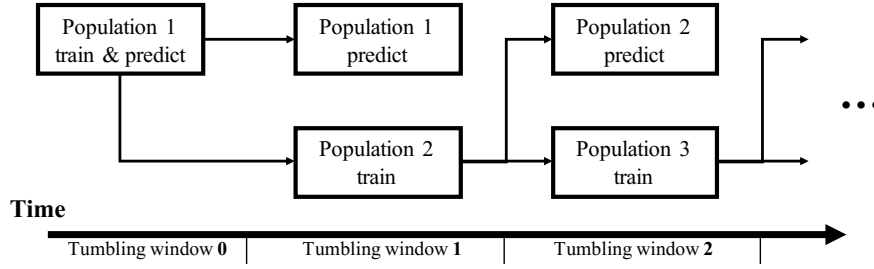 Population 1
train & predict
Population 1
predict
Population 2
predict
Population 2
train
Population 3
train
...
Time
Tumbling window 0
Tumbling window 1
Tumbling window 2